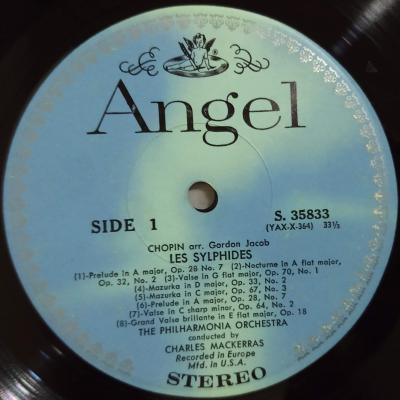 Angel
SIDE 1
S. 35833
(YAX-X-364) 33⅓
CHOPIN arr. Gordon Jacob
LES SYLPHIDES
(1)-Prelude in A major, Op. 28 No. 7 (2)-Nocturne in A flat major,
Op. 32, No. 2 (3)-Valse in G flat major, Op. 70, No. 1
(4)-Mazurka in D major, Op. 33, No. 2
(5)-Mazurka in C major, Op. 67, No. 3
(6)-Prelude in A major, Op. 28, No. 7
(7)-Valse in C sharp minor, Op. 64, No. 2
(8)-Grand Valse brillante in E flat major, Op. 18
THE PHILHARMONIA ORCHESTRA
conducted by
CHARLES MACKERRAS
Recorded in Europe
Mfd. in U.S.A.
STEREO